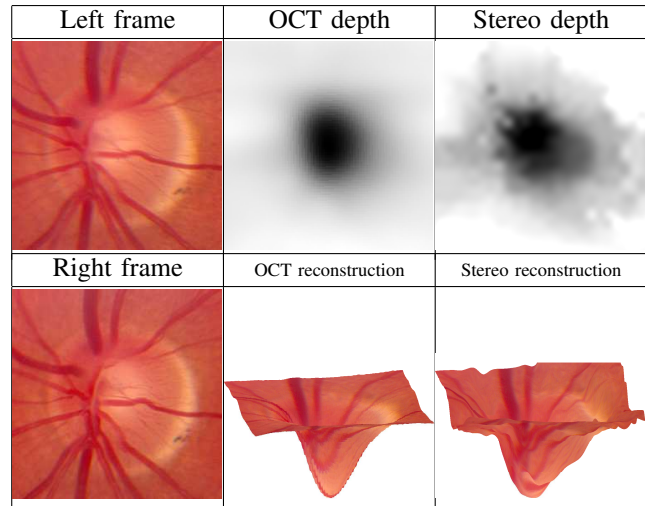 Left frame
OCT depth
Stereo depth
Right frame
OCT reconstruction
Stereo reconstruction